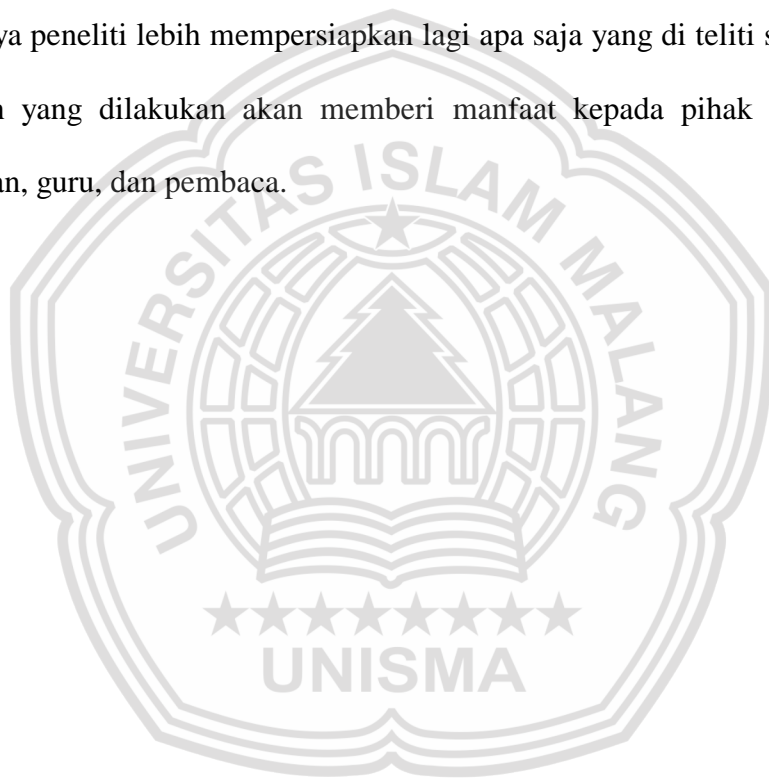 ya peneliti lebih mempersiapkan lagi apa saja yang di teliti
yang dilakukan akan memberi manfaat kepada pihak
an, guru, dan pembaca.
UNIVERSITAS ISLAM MALANG
UNISMA